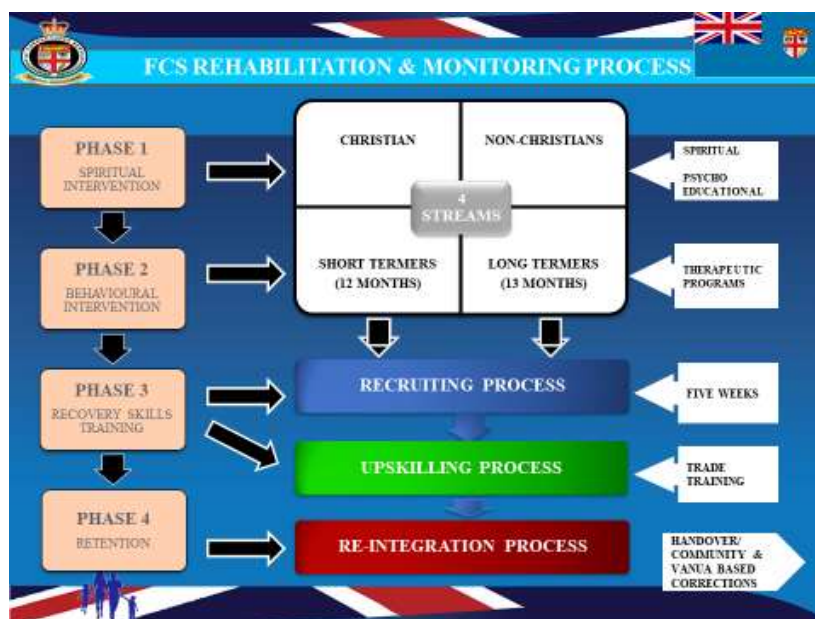 FCS REHABILITATION & MONITORING PROCESS
PHASE 1
SPIRITUAL
INTERVENTION
CHRISTIAN
NON-CHRISTIANS
SPIRITUAL
PSYCHO
EDUCATIONAL
4
STREAMS
PHASE 2
BEHAVIOURAL
INTERVENTION
SHORT TERMERS
(12 MONTHS)
LONG TERMERS
(13 MONTHS)
THERAPEUTIC
PROGRAMS
PHASE 3
RECOVERY SKILLS
TRAINING
RECRUITING PROCESS
FIVE WEEKS
UPSKILLING PROCESS
TRADE
TRAINING
PHASE 4
RETENTION
RE-INTEGRATION PROCESS
HANDOVER/
COMMUNITY &
VANUA BASED
CORRECTIONS